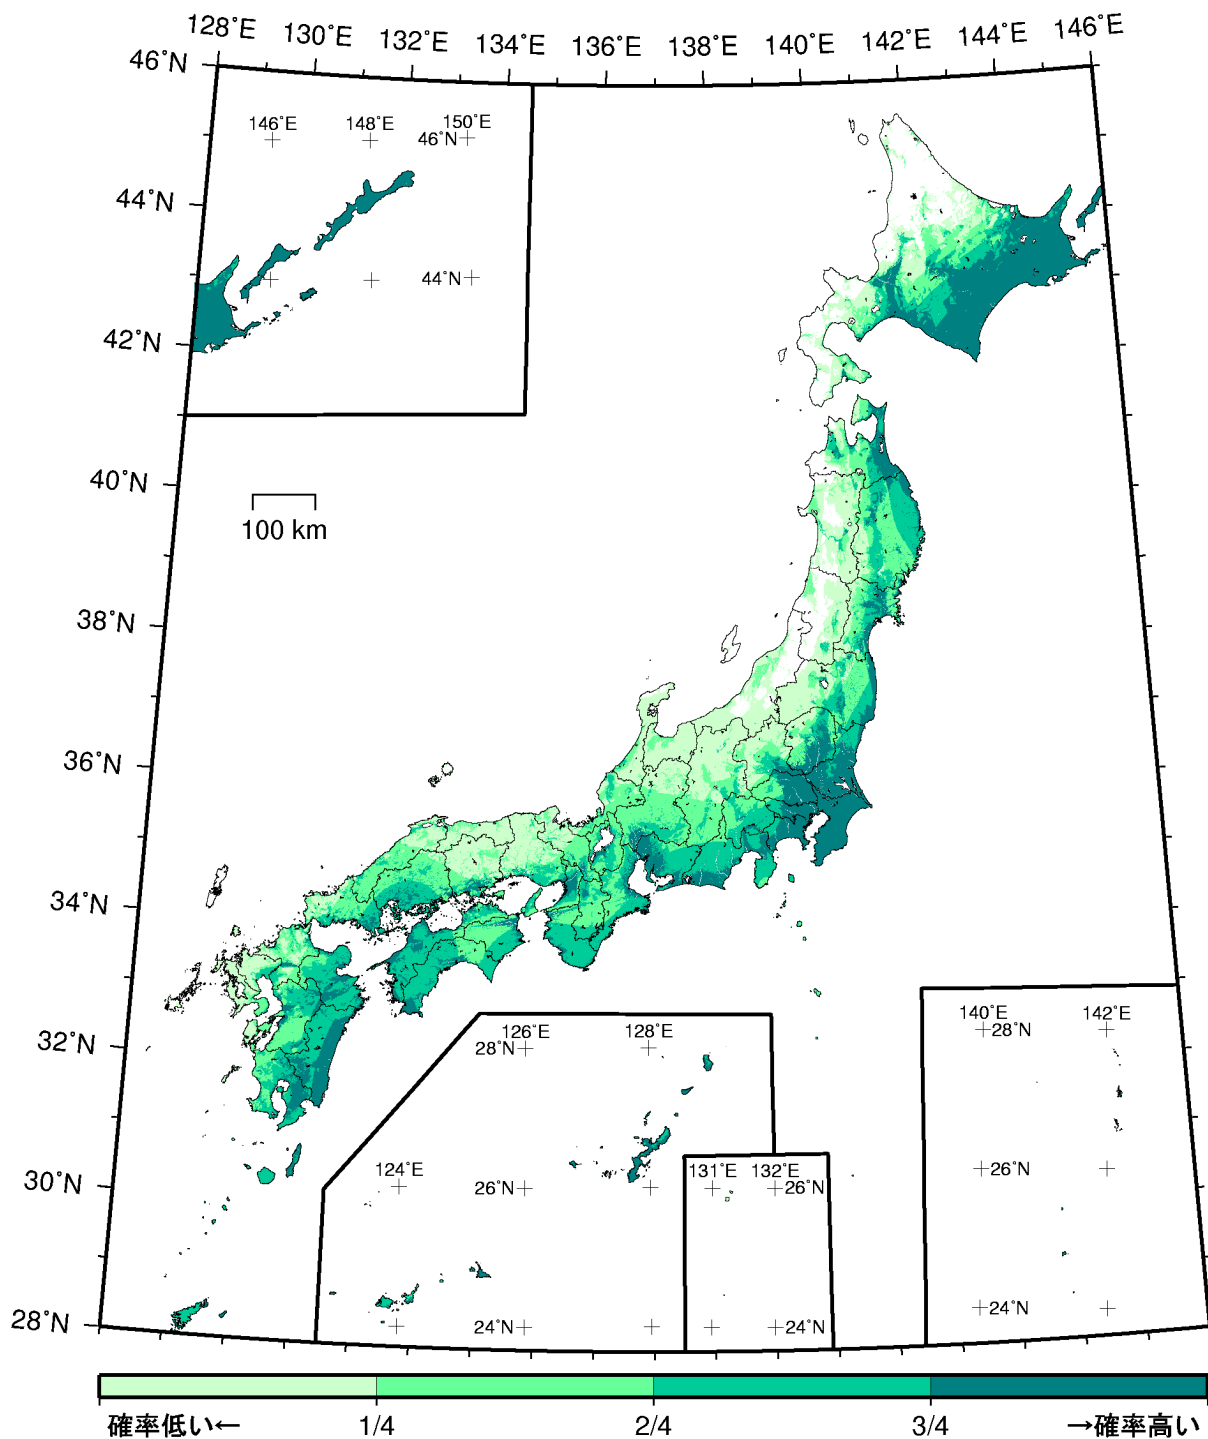 128˚E 130˚E 132˚E 134˚E 136˚E 138˚E 140˚E 142˚E 144˚E 146˚E
46˚N
44˚N
42˚N
40˚N
38˚N
36˚N
34˚N
32˚N
30˚N
28˚N
146˚E 148˚E 150˚E
46˚N
44˚N
100 km
126˚E 128˚E
28˚N
124˚E
26˚N
24˚N
131˚E 132˚E
26˚N
24˚N
140˚E 142˚E
28˚N
26˚N
24˚N
確率低い← 1/4 2/4 3/4 →確率高い